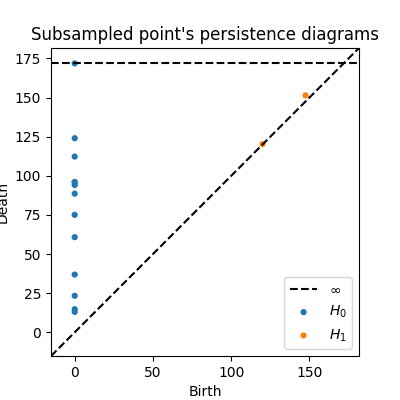 Subsampled point's persistence diagrams
175
150
125
100
75
50
25
0
Death
∞
H₀
H₁
0
50
100
150
Birth